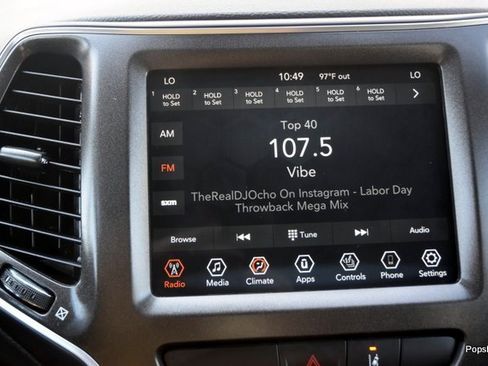 LO 10:49 97°F out LO
1 HOLD to Set 2 HOLD to Set 3 HOLD to Set 4 HOLD to Set 5 HOLD to Set 6 HOLD to Set
AM
Top 40
107.5
FM
Vibe
sxm
TheRealDJOcho On Instagram - Labor Day
Throwback Mega Mix
Browse Tune Audio
Radio Media Climate Apps Controls Phone Settings